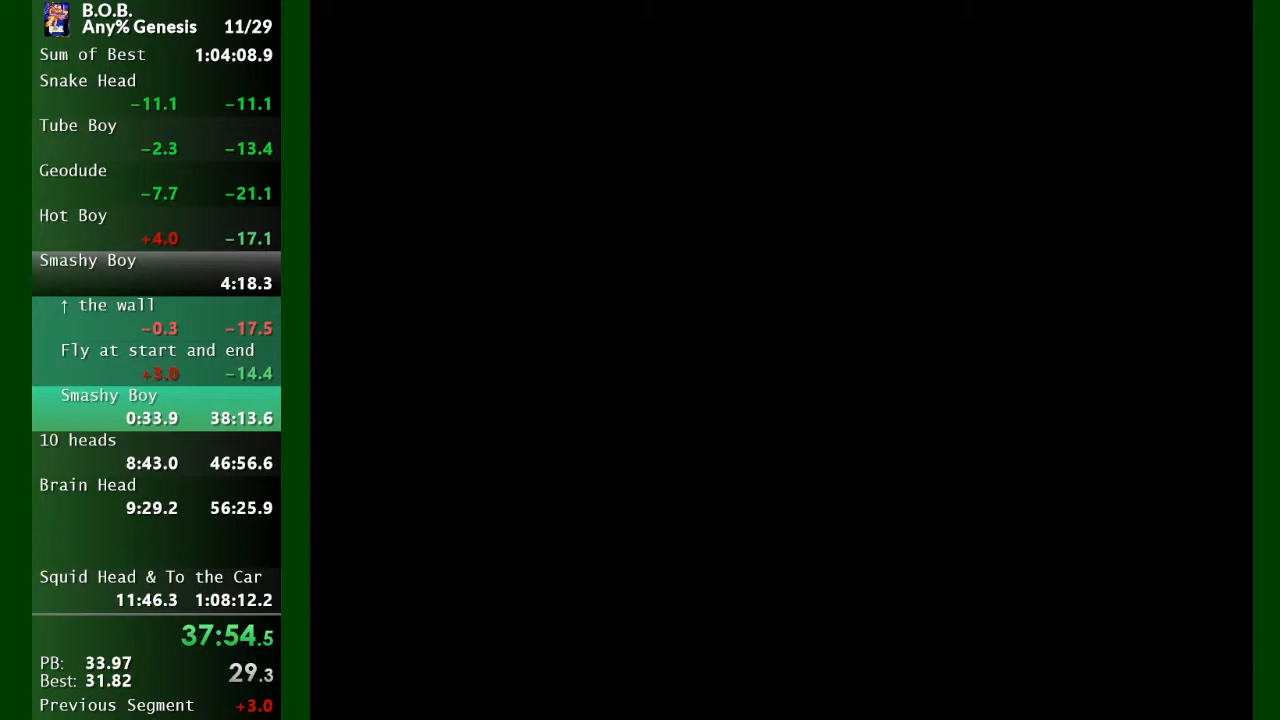 B.O.B.
Any% Genesis 11/29
Sum of Best 1:04:08.9
Snake Head
−11.1 −11.1
Tube Boy
−2.3 −13.4
Geodude
−7.7 −21.1
Hot Boy
+4.0 −17.1
Smashy Boy
4:18.3
↑ the wall
−0.3 −17.5
Fly at start and end
+3.0 −14.4
Smashy Boy
0:33.9 38:13.6
10 heads
8:43.0 46:56.6
Brain Head
9:29.2 56:25.9
Squid Head & To the Car
11:46.3 1:08:12.2
37:54.5
PB: 33.97
29.3
Best: 31.82
Previous Segment +3.0